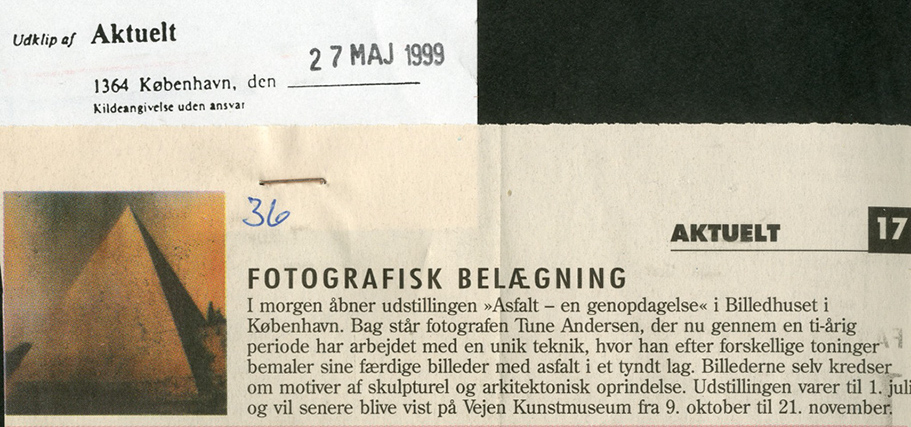 Udklip af Aktuelt
27 MAJ 1999
1364 København, den
Kildeangivelse uden ansvar
36
AKTUELT 17
FOTOGRAFISK BELÆGNING
I morgen åbner udstillingen »Asfalt – en genopdagelse« i Billedhuset i
København. Bag står fotografen Tune Andersen, der nu gennem en ti-årig
periode har arbejdet med en unik teknik, hvor han efter forskellige toninger
bemaler sine færdige billeder med asfalt i et tyndt lag. Billederne selv kredser
om motiver af skulpturel og arkitektonisk oprindelse. Udstillingen varer til 1. juli
og vil senere blive vist på Vejen Kunstmuseum fra 9. oktober til 21. november.